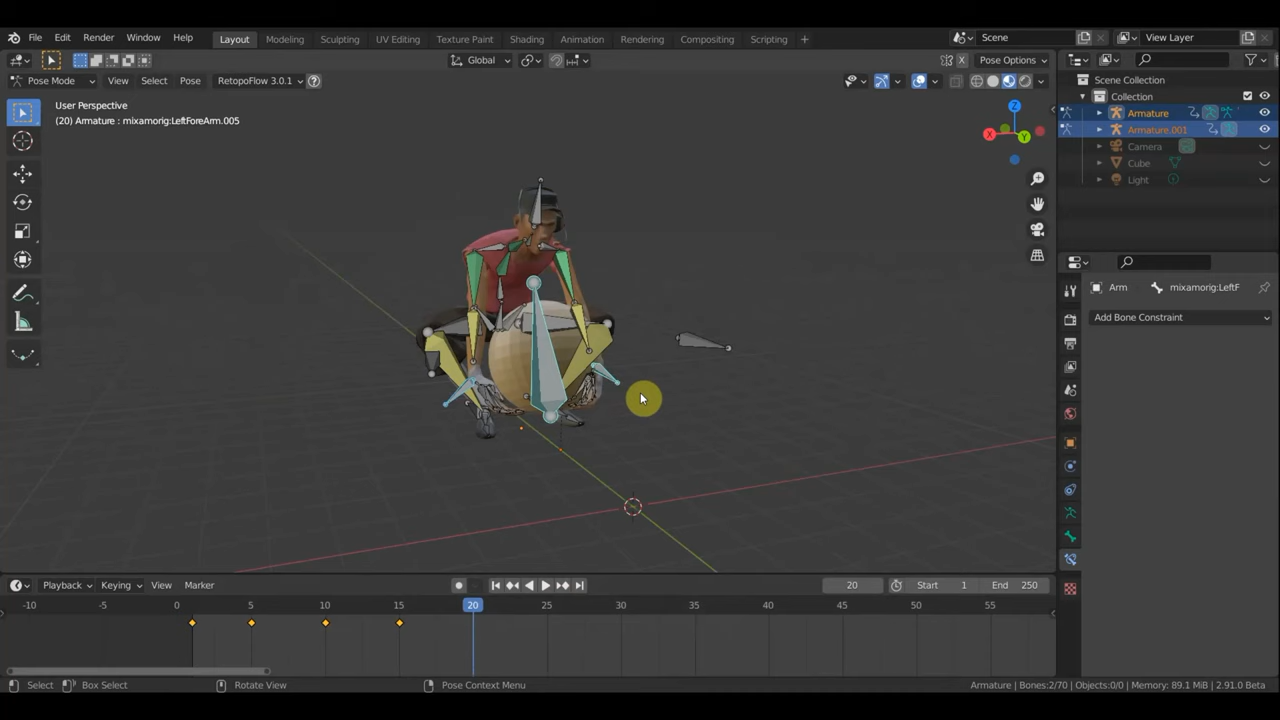 File Edit Render Window Help Layout Modeling Sculpting UV Editing Texture Paint Shading Animation Rendering Compositing Scripting + Scene View Layer
Global Pose Options
Pose Mode View Select Pose RetopoFlow 3.0.1 ?
Scene Collection
Collection
Armature
Armature.001
Camera
Cube
Light
User Perspective
(20) Armature : mixamorig:LeftForeArm.005
Z
X
Y
Arm mixamorig:LeftF
Add Bone Constraint
Playback Keying View Marker 20 Start 1 End 250
-10 -5 0 5 10 15 20 25 30 35 40 45 50 55
Select Box Select Rotate View Pose Context Menu Armature | Bones:2/70 | Objects:0/0 | Memory: 89.1 MiB | 2.91.0 Beta